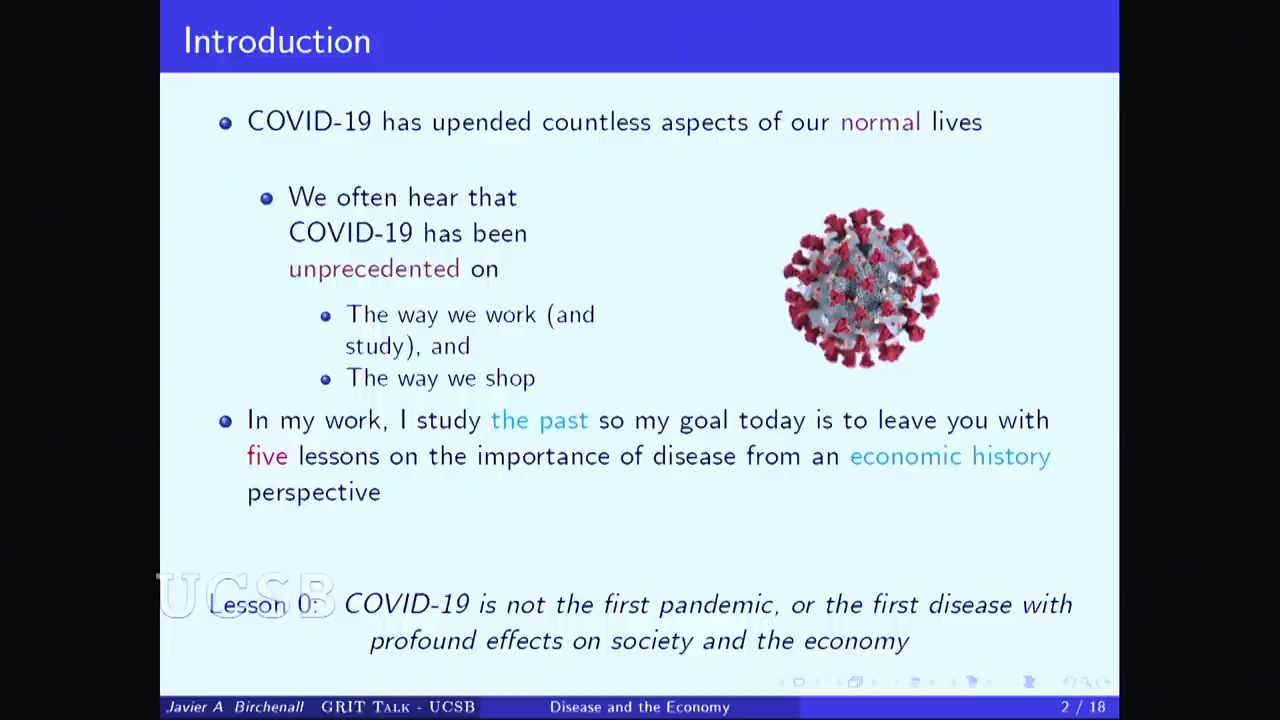 Introduction
COVID-19 has upended countless aspects of our normal lives
We often hear that
COVID-19 has been
unprecedented on
The way we work (and
study), and
The way we shop
In my work, I study the past so my goal today is to leave you with
five lessons on the importance of disease from an economic history
perspective
UCSB
Lesson 0: COVID-19 is not the first pandemic, or the first disease with
profound effects on society and the economy
Javier A Birchenall GRIT Talk - UCSB Disease and the Economy 2 / 18